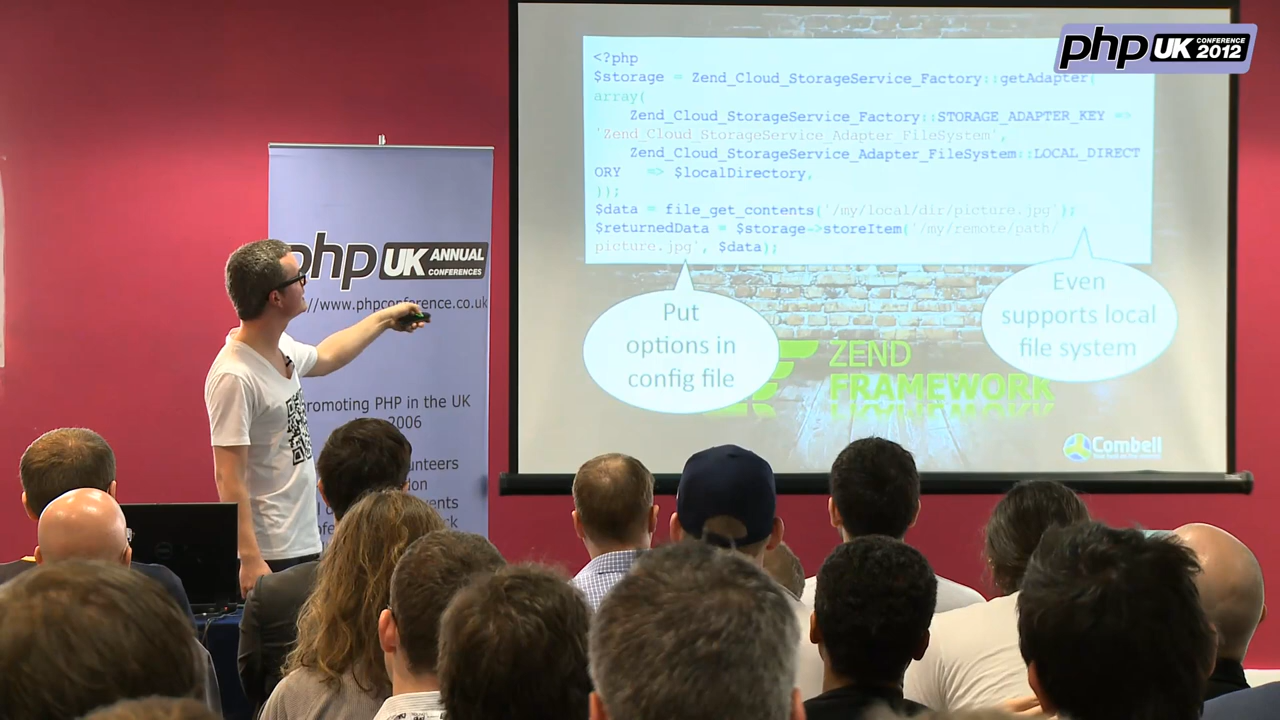 php UK CONFERENCE 2012
<?php
$storage = Zend_Cloud_StorageService_Factory::getAdapter(
array(
Zend_Cloud_StorageService_Factory::STORAGE_ADAPTER_KEY =>
'Zend_Cloud_StorageService_Adapter_FileSystem',
Zend_Cloud_StorageService_Adapter_FileSystem::LOCAL_DIRECT
ORY => $localDirectory,
));
$data = file_get_contents('/my/local/dir/picture.jpg');
$returnedData = $storage->storeItem('/my/remote/path/
picture.jpg', $data);
Put
options in
config file
Even
supports local
file system
ZEND
FRAMEWORK
Combell
php UK ANNUAL
CONFERENCES
//www.phpconference.co.uk
romoting PHP in the UK
2006
unteers
don
vents